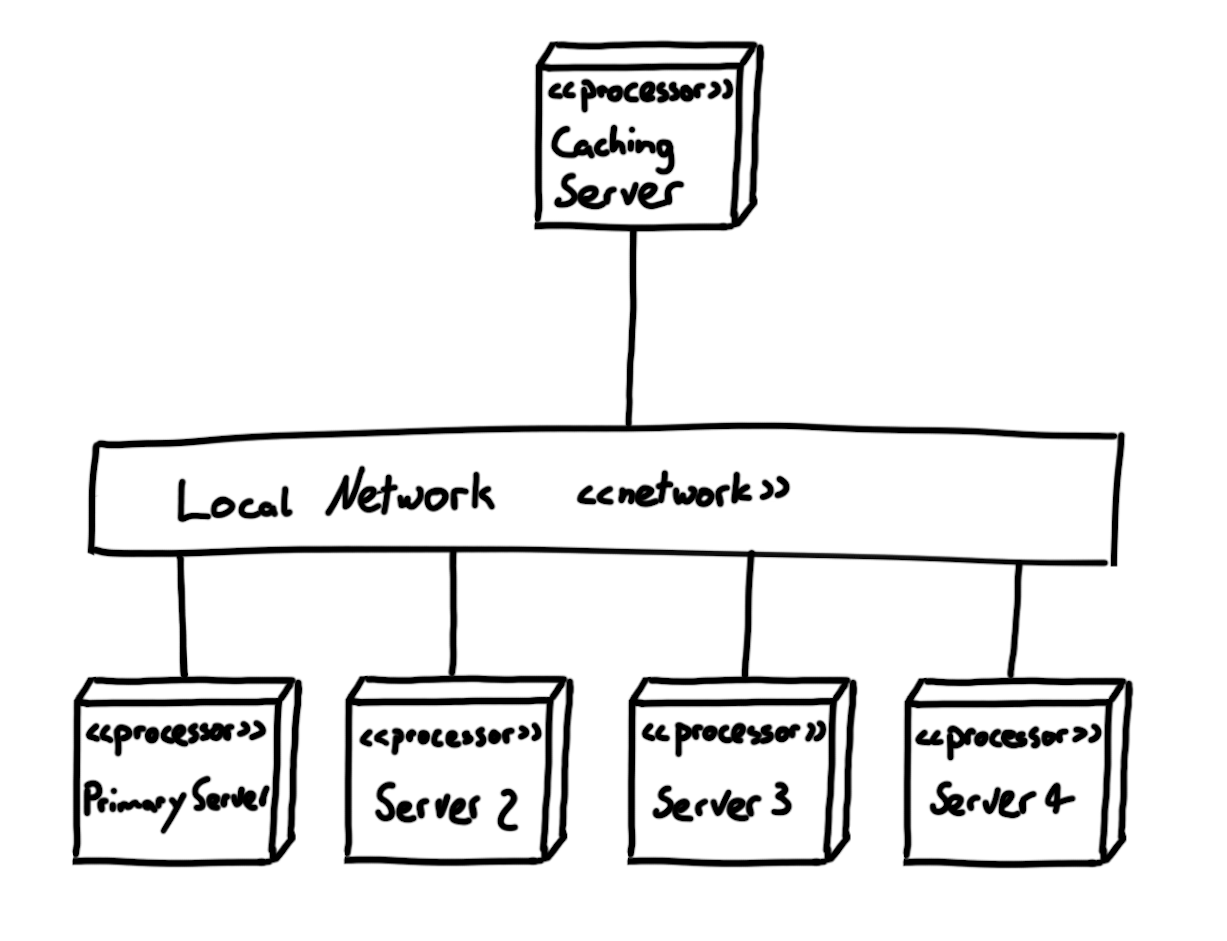 <<processor>>
Caching
Server
Local Network <<network>>
<<processor>>
Primary Server
<<processor>>
Server 2
<<processor>>
Server 3
<<processor>>
Server 4